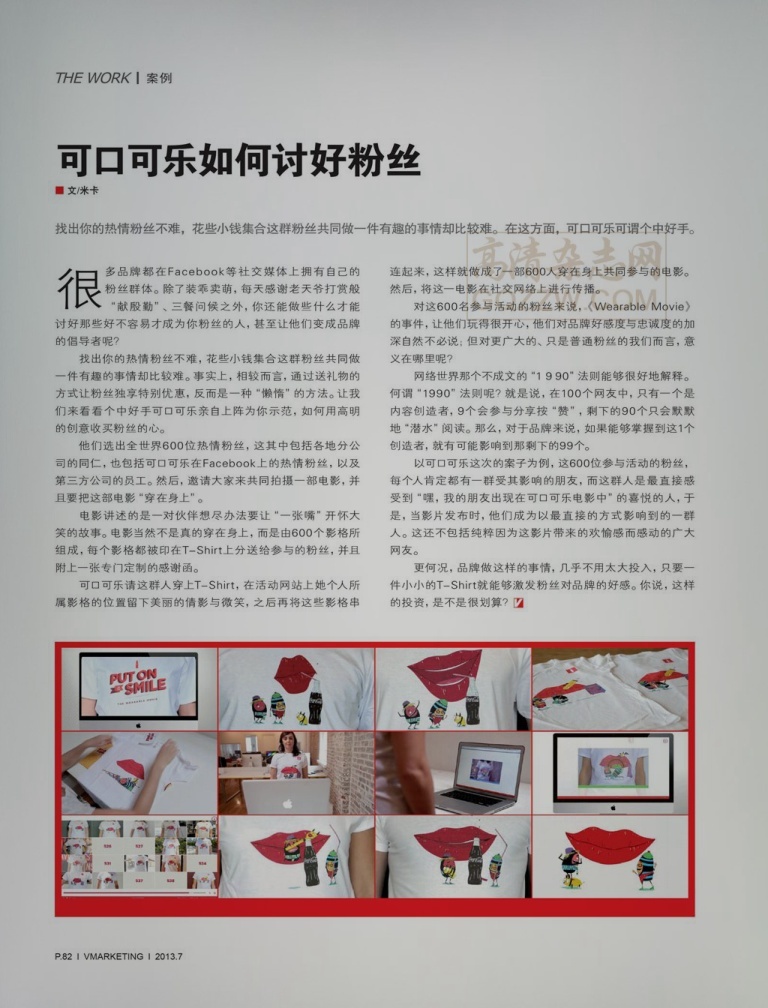 THE WORK | 案例
可口可乐如何讨好粉丝
■ 文/米卡
找出你的热情粉丝不难，花些小钱集合这群粉丝共同做一件有趣的事情却比较难。在这方面，可口可乐可谓个中好手。
很多品牌都在Facebook等社交媒体上拥有自己的
粉丝群体。除了装乖卖萌，每天感谢老天爷打赏般
“献殷勤”、三餐问候之外，你还能做些什么才能
讨好那些好不容易才成为你粉丝的人，甚至让他们变成品牌
的倡导者呢？
找出你的热情粉丝不难，花些小钱集合这群粉丝共同做
一件有趣的事情却比较难。事实上，相较而言，通过送礼物的
方式让粉丝独享特别优惠，反而是一种“懒惰”的方法。让我
们来看看个中好手可口可乐亲自上阵为你示范，如何用高明
的创意收买粉丝的心。
他们选出全世界600位热情粉丝，这其中包括各地分公
司的同仁，也包括可口可乐在Facebook上的热情粉丝，以及
第三方公司的员工。然后，邀请大家来共同拍摄一部电影，并
且要把这部电影“穿在身上”。
电影讲述的是一对伙伴想尽办法要让“一张嘴”开怀大
笑的故事。电影当然不是真的穿在身上，而是由600个影格所
组成，每个影格都被印在T-Shirt上分送给参与的粉丝，并且
附上一张专门定制的感谢函。
可口可乐请这群人穿上T-Shirt，在活动网站上她个人所
属影格的位置留下美丽的倩影与微笑，之后再将这些影格串
连起来，这样就做成了一部600人穿在身上共同参与的电影。
然后，将这一电影在社交网络上进行传播。
对这600名参与活动的粉丝来说，《Wearable Movie》
的事件，让他们玩得很开心，他们对品牌好感度与忠诚度的加
深自然不必说；但对更广大的、只是普通粉丝的我们而言，意
义在哪里呢？
网络世界那个不成文的“1 9 90”法则能够很好地解释。
何谓“1990”法则呢？就是说，在100个网友中，只有一个是
内容创造者，9个会参与分享按“赞”，剩下的90个只会默默
地“潜水”阅读。那么，对于品牌来说，如果能够掌握到这1个
创造者，就有可能影响到那剩下的99个。
以可口可乐这次的案子为例，这600位参与活动的粉丝，
每个人肯定都有一群受其影响的朋友，而这群人是最直接感
受到“嘿，我的朋友出现在可口可乐电影中”的喜悦的人，于
是，当影片发布时，他们成为以最直接的方式影响到的一群
人。这还不包括纯粹因为这影片带来的欢愉感而感动的广大
网友。
更何况，品牌做这样的事情，几乎不用太大投入，只要一
件小小的T-Shirt就能够激发粉丝对品牌的好感。你说，这样
的投资，是不是很划算？
高清杂志网
PUT ON
A SMILE
THE WEARABLE MOVIE
P.82 | VMARKETING | 2013.7